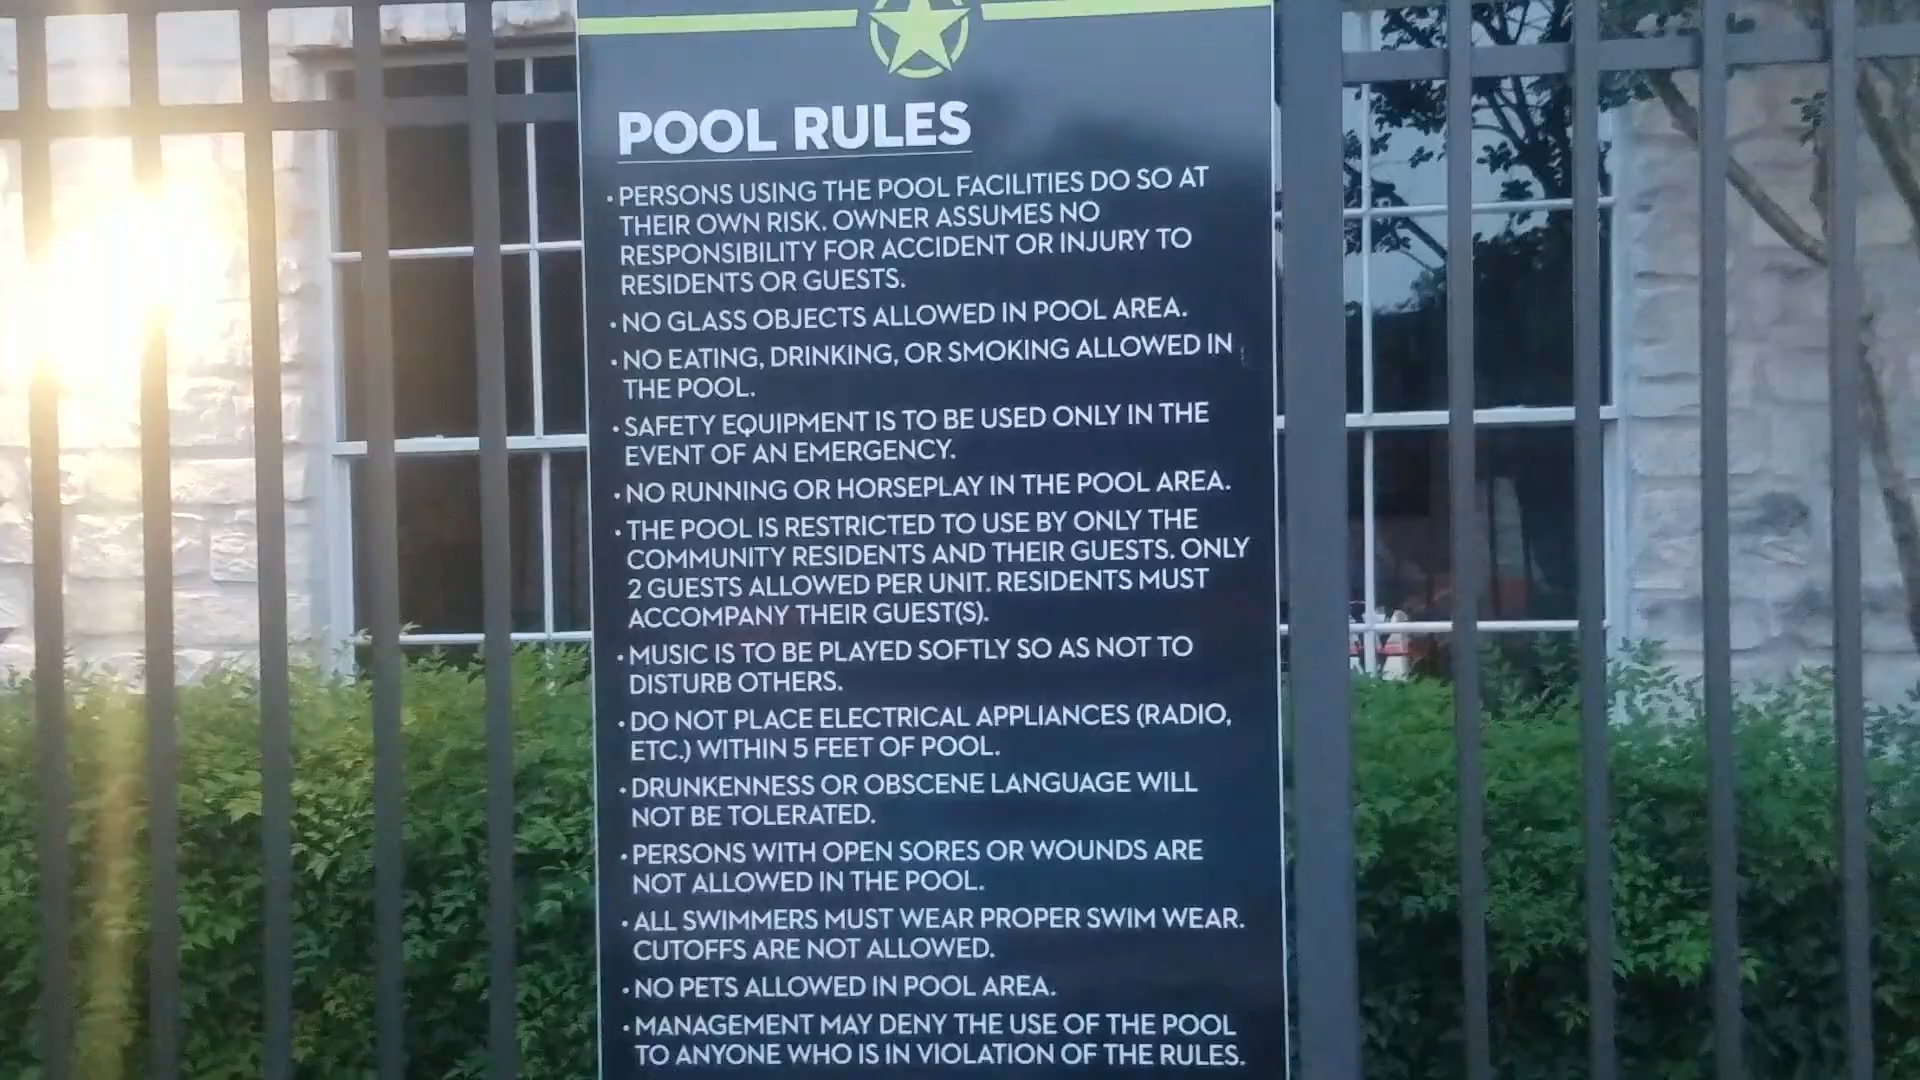 POOL RULES
• PERSONS USING THE POOL FACILITIES DO SO AT
THEIR OWN RISK. OWNER ASSUMES NO
RESPONSIBILITY FOR ACCIDENT OR INJURY TO
RESIDENTS OR GUESTS.
• NO GLASS OBJECTS ALLOWED IN POOL AREA.
• NO EATING, DRINKING, OR SMOKING ALLOWED IN
THE POOL.
• SAFETY EQUIPMENT IS TO BE USED ONLY IN THE
EVENT OF AN EMERGENCY.
• NO RUNNING OR HORSEPLAY IN THE POOL AREA.
• THE POOL IS RESTRICTED TO USE BY ONLY THE
COMMUNITY RESIDENTS AND THEIR GUESTS. ONLY
2 GUESTS ALLOWED PER UNIT. RESIDENTS MUST
ACCOMPANY THEIR GUEST(S).
• MUSIC IS TO BE PLAYED SOFTLY SO AS NOT TO
DISTURB OTHERS.
• DO NOT PLACE ELECTRICAL APPLIANCES (RADIO,
ETC.) WITHIN 5 FEET OF POOL.
• DRUNKENNESS OR OBSCENE LANGUAGE WILL
NOT BE TOLERATED.
• PERSONS WITH OPEN SORES OR WOUNDS ARE
NOT ALLOWED IN THE POOL.
• ALL SWIMMERS MUST WEAR PROPER SWIM WEAR.
CUTOFFS ARE NOT ALLOWED.
• NO PETS ALLOWED IN POOL AREA.
• MANAGEMENT MAY DENY THE USE OF THE POOL
TO ANYONE WHO IS IN VIOLATION OF THE RULES.